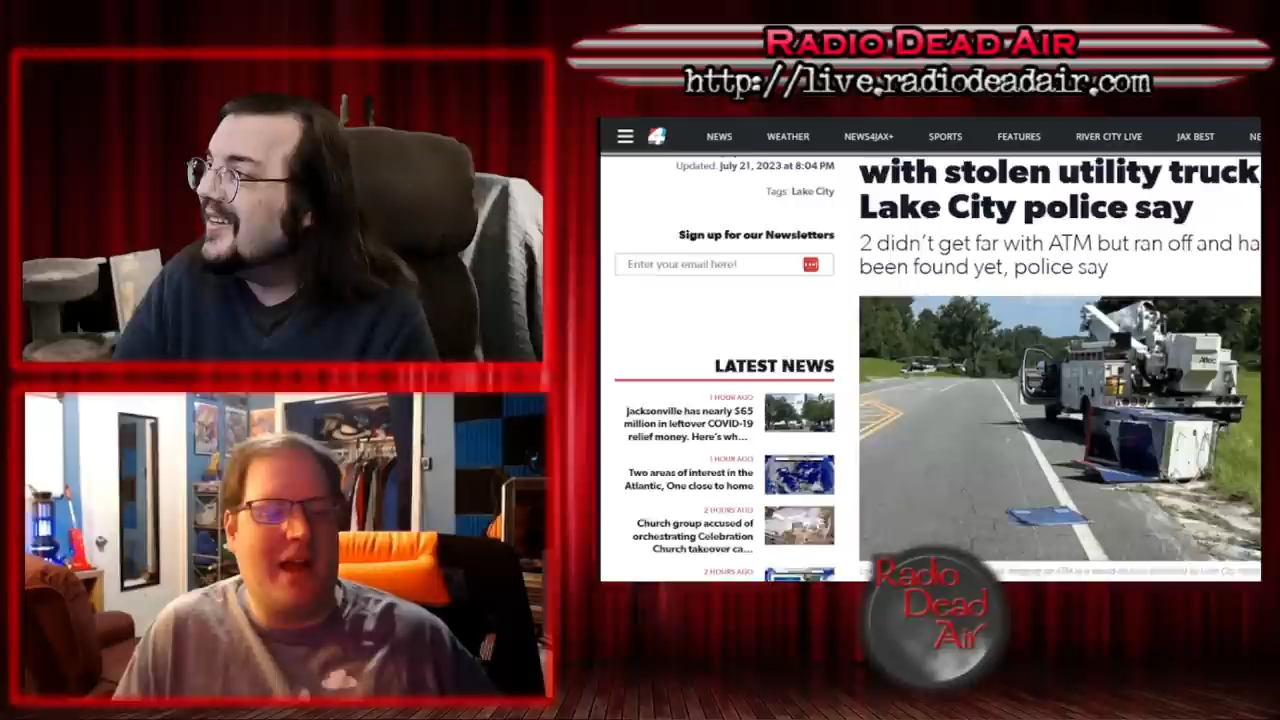 RADIO DEAD AIR
http://live.radiodeadair.com
NEWS WEATHER NEWS4JAX+ SPORTS FEATURES RIVER CITY LIVE JAX BEST NE
Updated: July 21, 2023 at 8:04 PM
Tags: Lake City
Sign up for our Newsletters
Enter your email here!
LATEST NEWS
1 HOUR AGO
Jacksonville has nearly $65
million in leftover COVID-19
relief money. Here's wh...
1 HOUR AGO
Two areas of interest in the
Atlantic, One close to home
2 HOURS AGO
Church group accused of
orchestrating Celebration
Church takeover ca...
2 HOURS AGO
with stolen utility truck,
Lake City police say
2 didn't get far with ATM but ran off and ha
been found yet, police say
Altec
Radio
Dead
Air